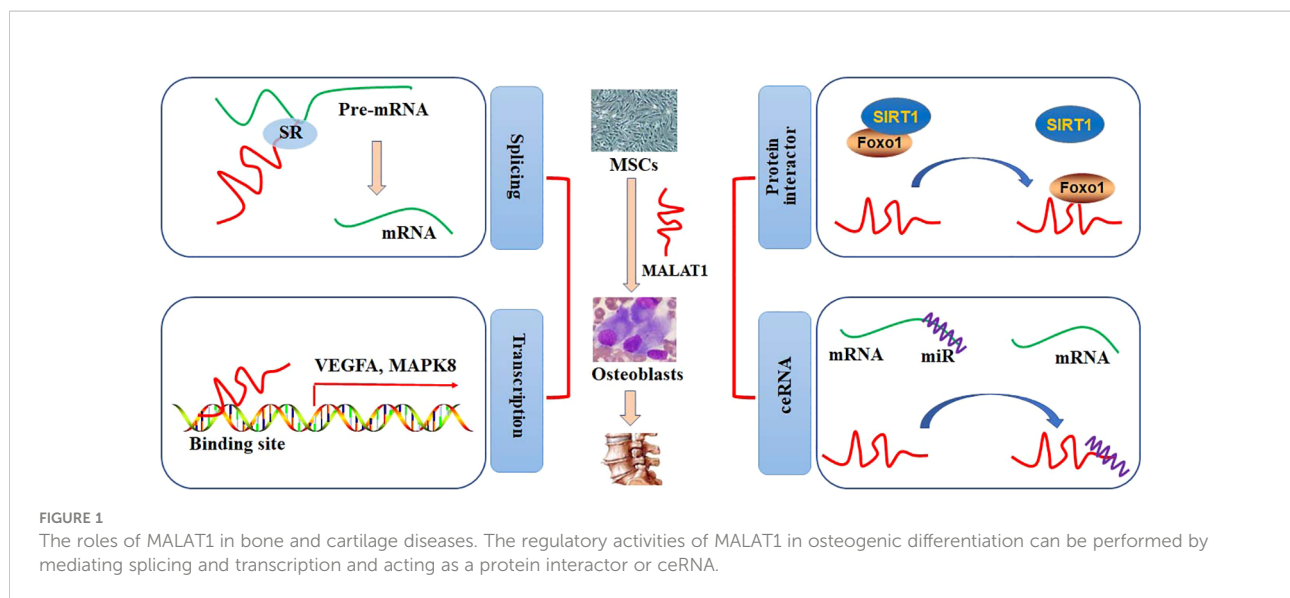 Pre-mRNA
SR
mRNA
Splicing
VEGFA, MAPK8
Binding site
Transcription
MSCs
MALAT1
Osteoblasts
Protein
interactor
SIRT1
Foxo1
SIRT1
Foxo1
ceRNA
mRNA
miR
mRNA
FIGURE 1
The roles of MALAT1 in bone and cartilage diseases. The regulatory activities of MALAT1 in osteogenic differentiation can be performed by
mediating splicing and transcription and acting as a protein interactor or ceRNA.